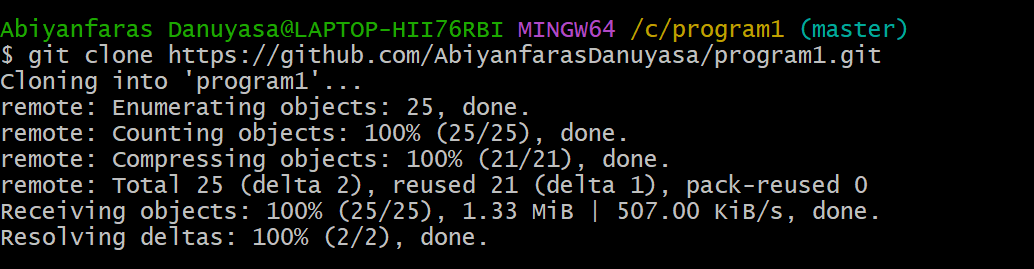 Abiyanfaras Danuyasa@LAPTOP-HII76RBI MINGW64 /c/program1 (master)
$ git clone https://github.com/AbiyanfarasDanuyasa/program1.git
Cloning into 'program1'...
remote: Enumerating objects: 25, done.
remote: Counting objects: 100% (25/25), done.
remote: Compressing objects: 100% (21/21), done.
remote: Total 25 (delta 2), reused 21 (delta 1), pack-reused 0
Receiving objects: 100% (25/25), 1.33 MiB | 507.00 KiB/s, done.
Resolving deltas: 100% (2/2), done.